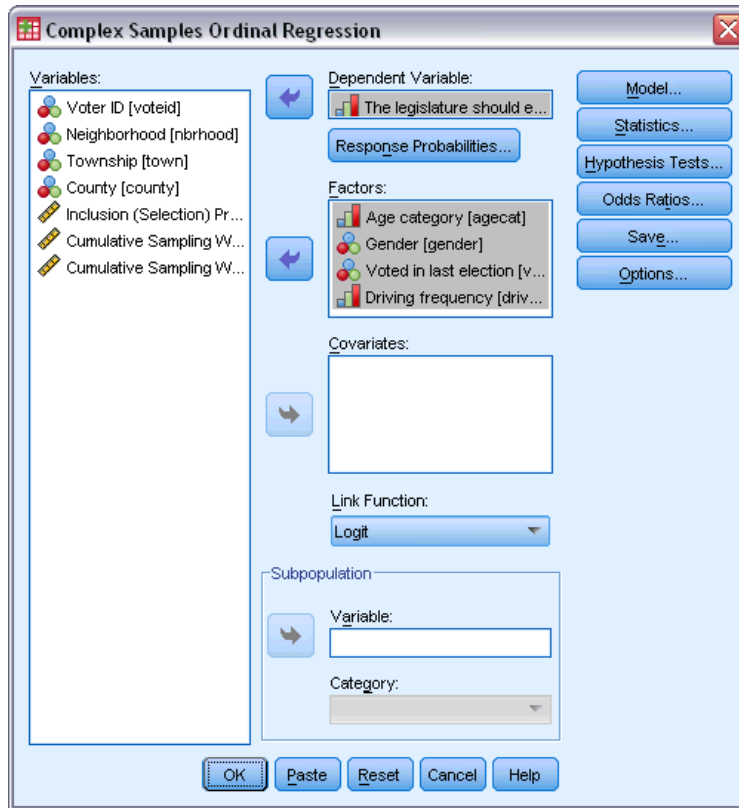 Complex Samples Ordinal Regression
Variables:
Voter ID [voteid]
Neighborhood [nbrhood]
Township [town]
County [county]
Inclusion (Selection) Pr...
Cumulative Sampling W...
Cumulative Sampling W...
Dependent Variable:
The legislature should e...
Response Probabilities...
Factors:
Age category [agecat]
Gender [gender]
Voted in last election [v...
Driving frequency [driv...
Covariates:
Link Function:
Logit
Subpopulation
Variable:
Category:
Model...
Statistics...
Hypothesis Tests...
Odds Ratios...
Save...
Options...
OK
Paste
Reset
Cancel
Help